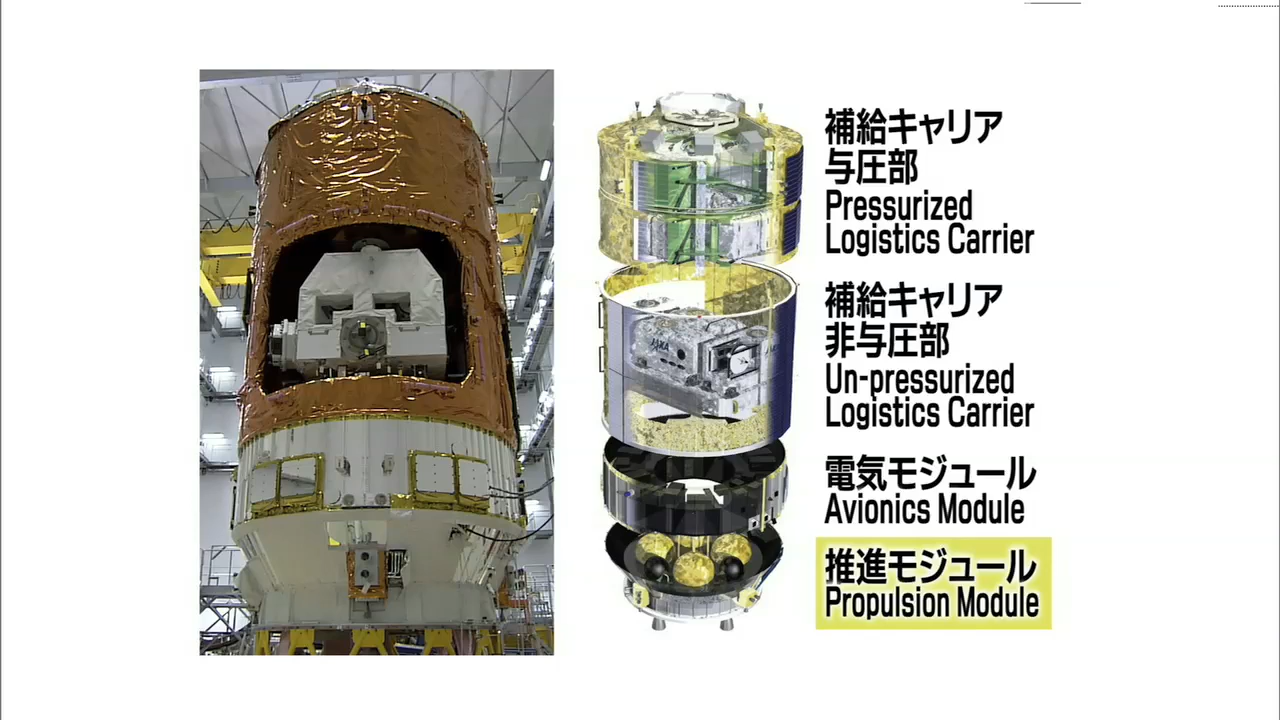 補給キャリア
与圧部
Pressurized
Logistics Carrier
補給キャリア
非与圧部
Un-pressurized
Logistics Carrier
電気モジュール
Avionics Module
推進モジュール
Propulsion Module